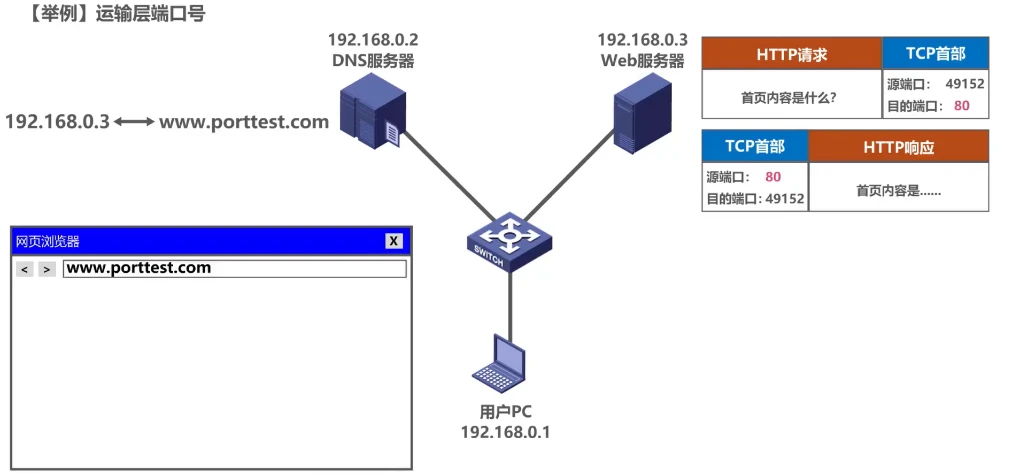 【举例】运输层端口号
192.168.0.2
DNS服务器
192.168.0.3
Web服务器
192.168.0.3
www.porttest.com
HTTP请求
TCP首部
首页内容是什么?
源端口: 49152
目的端口: 80
TCP首部
HTTP响应
源端口: 80
目的端口: 49152
首页内容是......
网页浏览器
X
< >
www.porttest.com
SWITCH
用户PC
192.168.0.1